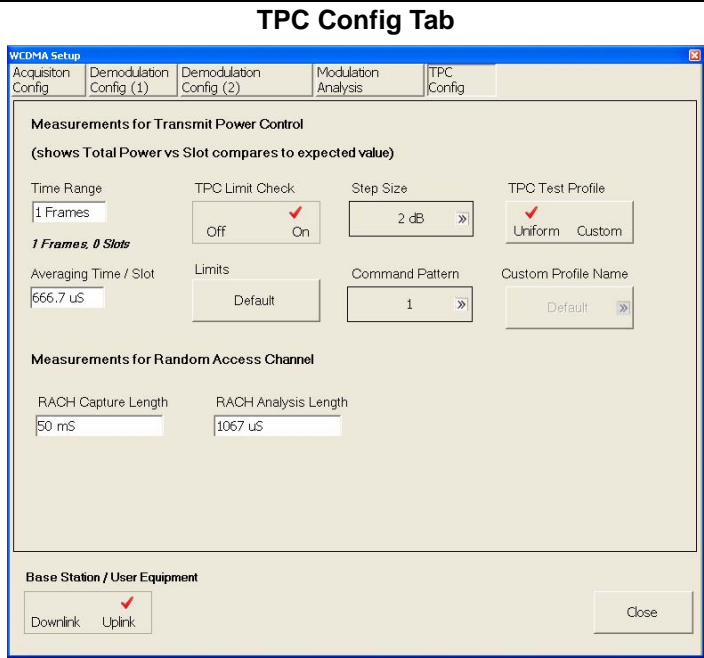 TPC Config Tab
WCDMA Setup
Acquisiton Config
Demodulation Config (1)
Demodulation Config (2)
Modulation Analysis
TPC Config
Measurements for Transmit Power Control
(shows Total Power vs Slot compares to expected value)
Time Range
TPC Limit Check
Step Size
TPC Test Profile
1 Frames
Off On
2 dB »
Uniform Custom
1 Frames, 0 Slots
Averaging Time / Slot
Limits
Command Pattern
Custom Profile Name
666.7 uS
Default
1 »
Default »
Measurements for Random Access Channel
RACH Capture Length
RACH Analysis Length
50 mS
1067 uS
Base Station / User Equipment
Downlink Uplink
Close